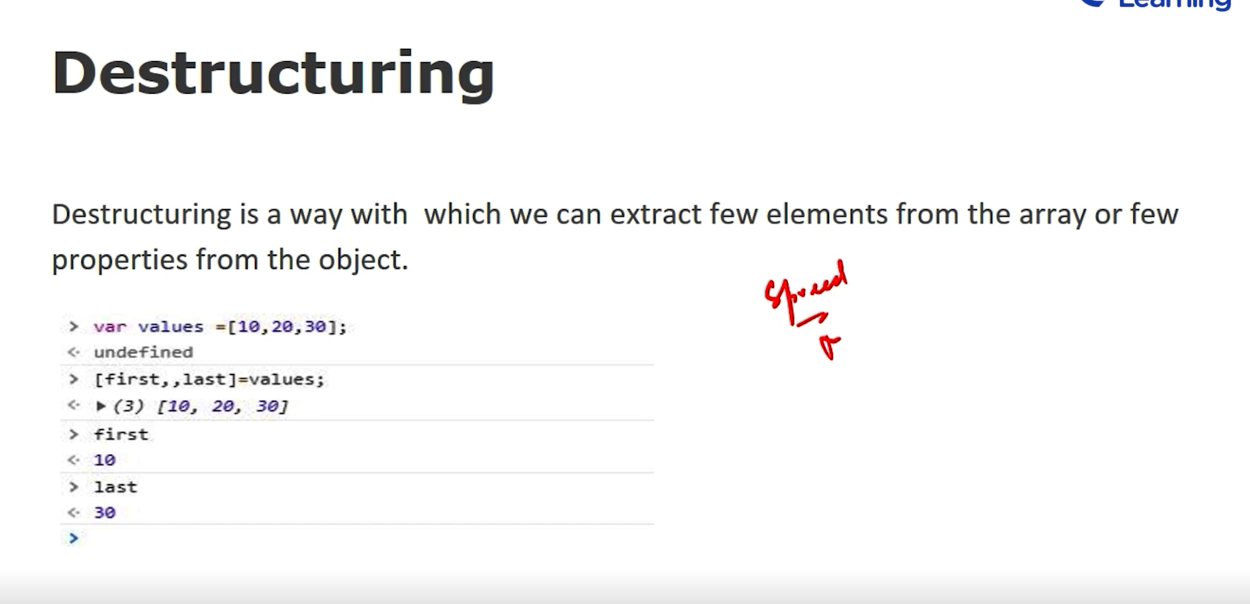 Learning
Destructuring
Destructuring is a way with which we can extract few elements from the array or few
properties from the object.
Spread
> var values =[10,20,30];
<· undefined
> [first,,last]=values;
<· ▶ (3) [10, 20, 30]
> first
<· 10
> last
<· 30
>